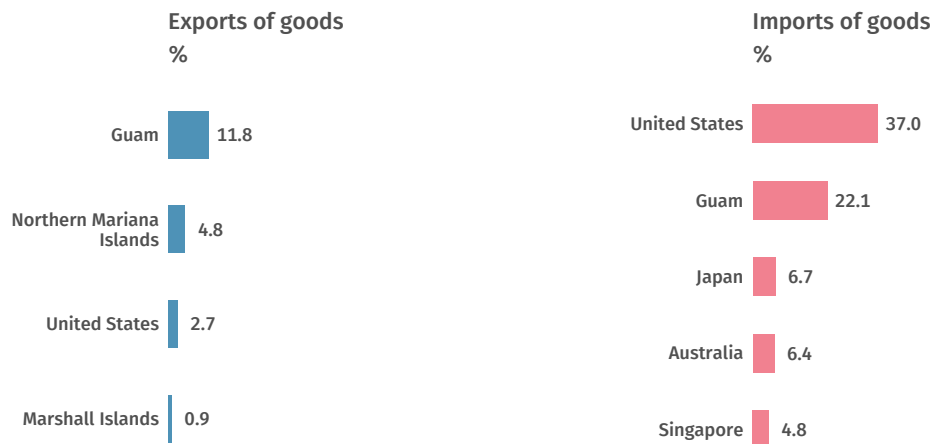 Exports of goods
%
Guam
11.8
Northern Mariana
Islands
4.8
United States
2.7
Marshall Islands
0.9
Imports of goods
%
United States
37.0
Guam
22.1
Japan
6.7
Australia
6.4
Singapore
4.8